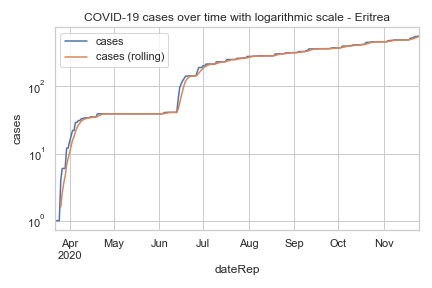 COVID-19 cases over time with logarithmic scale - Eritrea
cases
cases (rolling)
10²
10¹
10⁰
cases
Apr May Jun Jul Aug Sep Oct Nov
2020
dateRep